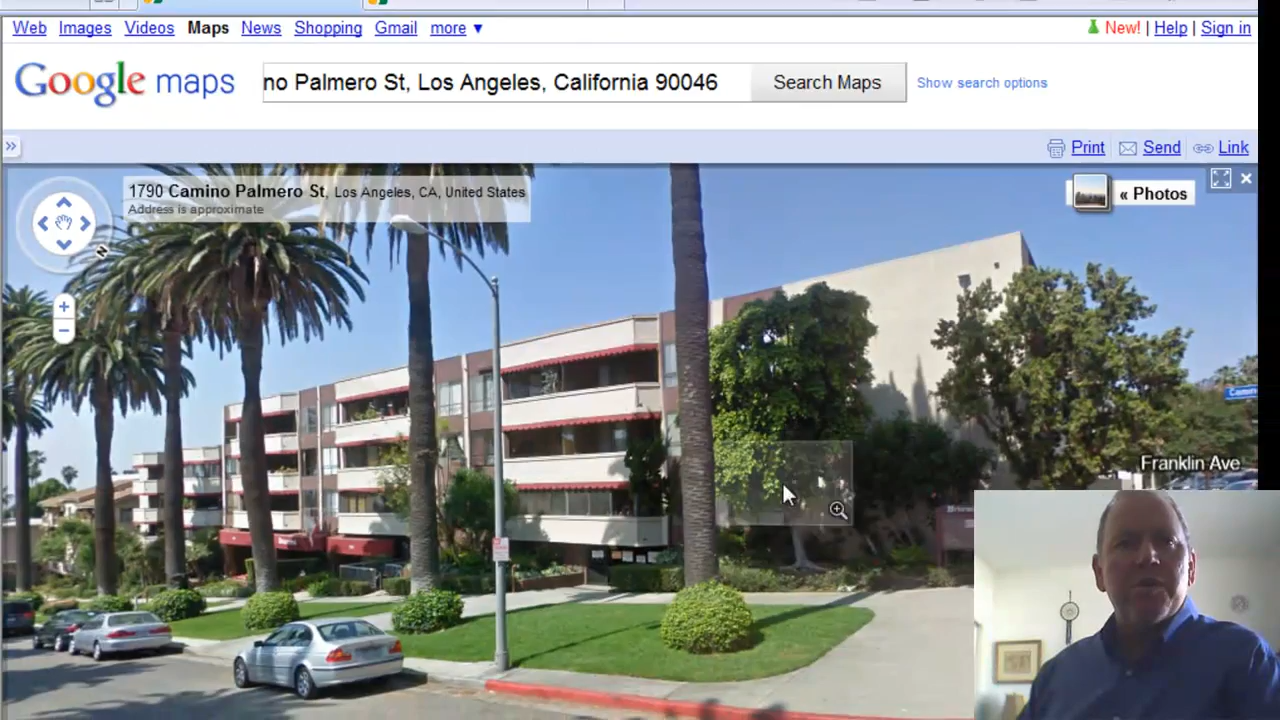 Web Images Videos Maps News Shopping Gmail more ▼ New! | Help | Sign in
Google maps no Palmero St, Los Angeles, California 90046 Search Maps Show search options
» Print Send Link
1790 Camino Palmero St, Los Angeles, CA, United States
Address is approximate
« Photos
N
Franklin Ave